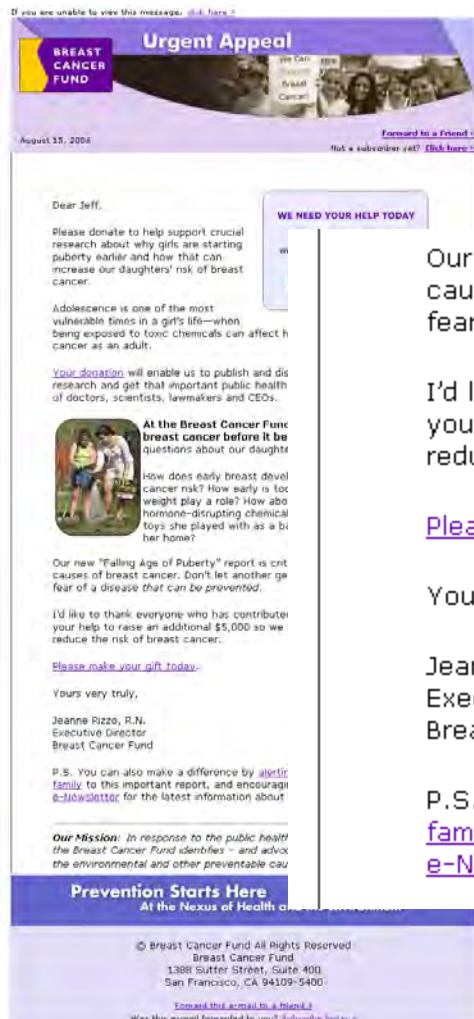 If you are unable to view this message, click here >
BREAST
CANCER
FUND
Urgent Appeal
We Can
Breast
Cancer!
August 15, 2006
Forward to a Friend
Not a subscriber yet? Click here
Dear Jeff,
Please donate to help support crucial
research about why girls are starting
puberty earlier and how that can
increase our daughters' risk of breast
cancer.
WE NEED YOUR HELP TODAY
Adolescence is one of the most
vulnerable times in a girl's life—when
being exposed to toxic chemicals can affect h
cancer as an adult.
Your donation will enable us to publish and dis
research and get that important public health
of doctors, scientists, lawmakers and CEOs.
At the Breast Cancer Fund
breast cancer before it be
questions about our daughte
How does early breast devel
cancer risk? How early is too
weight play a role? How abo
hormone-disrupting chemical
toys she played with as a ba
her home?
Our new "Falling Age of Puberty" report is crit
causes of breast cancer. Don't let another ge
fear of a disease that can be prevented.
I'd like to thank everyone who has contribute
your help to raise an additional $5,000 so we
reduce the risk of breast cancer.
Please make your gift today.
Yours very truly,
Jeanne Rizzo, R.N.
Executive Director
Breast Cancer Fund
P.S. You can also make a difference by alertin
family to this important report, and encouragi
e-Newsletter for the latest information about
Our Mission: In response to the public health
the Breast Cancer Fund identifies – and advoc
the environmental and other preventable cau
Our
cau
fear
I'd l
you
redu
Plea
You
Jean
Exe
Brea
P.S.
fam
e-N
Prevention Starts Here
At the Nexus of Health and the Environment
© Breast Cancer Fund All Rights Reserved
Breast Cancer Fund
1388 Sutter Street, Suite 400
San Francisco, CA 94109-5400
Forward this e-mail to a friend >
Was this e-mail forwarded to you? Subscribe today >